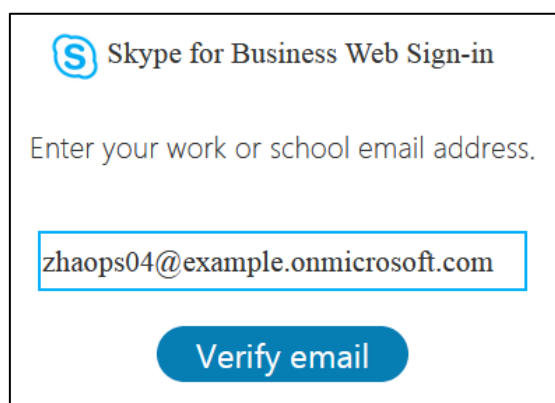 Skype for Business Web Sign-in
Enter your work or school email address.
zhaops04@example.onmicrosoft.com
Verify email